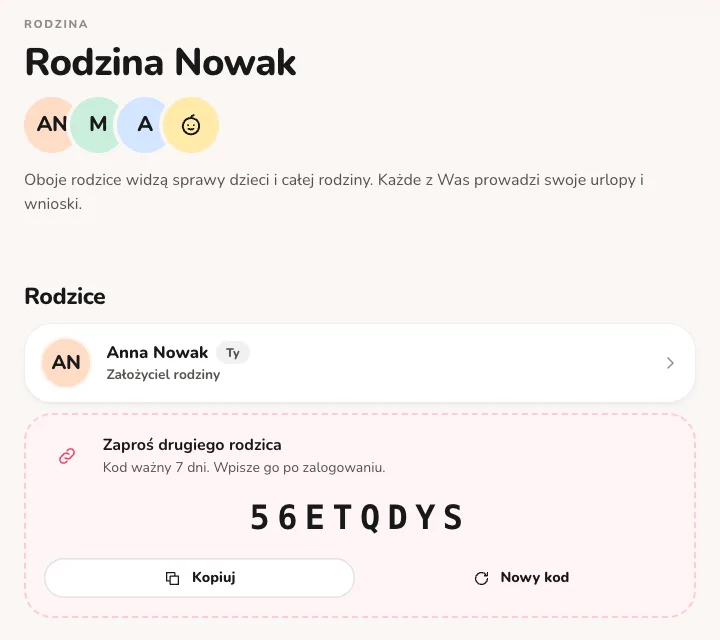 RODZINA
Rodzina Nowak
AN M A
Oboje rodzice widzą sprawy dzieci i całej rodziny. Każde z Was prowadzi swoje urlopy i
wnioski.
Rodzice
AN
Anna Nowak Ty
Założyciel rodziny
Zaproś drugiego rodzica
Kod ważny 7 dni. Wpisze go po zalogowaniu.
56ETQDYS
Kopiuj Nowy kod